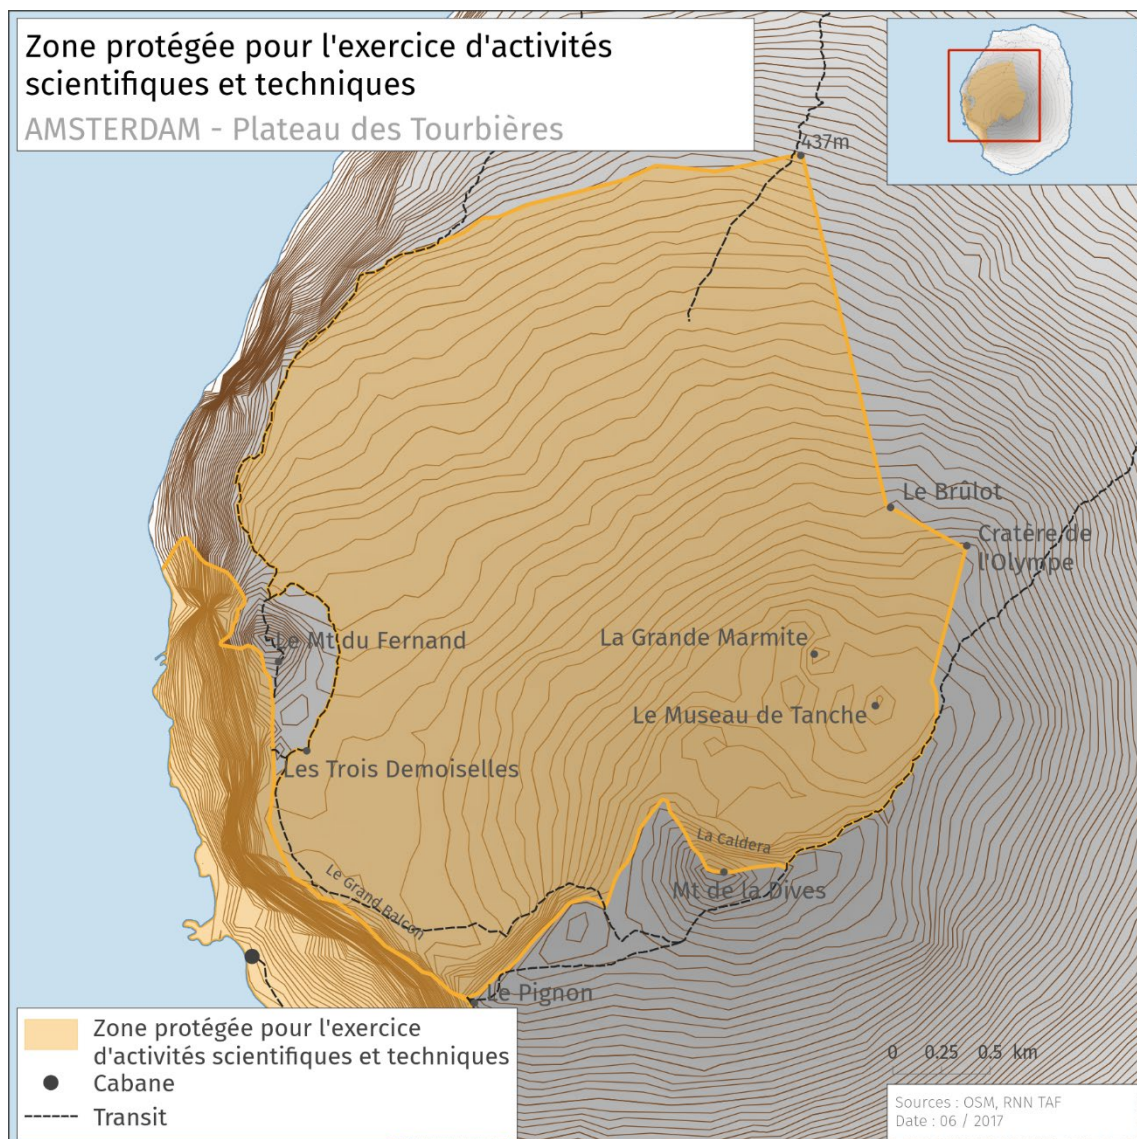 Zone protégée pour l'exercice d'activités
scientifiques et techniques
AMSTERDAM - Plateau des Tourbières
437m
Le Brûlot
Cratère de
l'Olympe
Le Mt du Fernand
La Grande Marmite
Le Museau de Tanche
Les Trois Demoiselles
La Caldera
Mt de la Dives
Le Grand Balcon
Le Pignon
Zone protégée pour l'exercice
d'activités scientifiques et techniques
Cabane
Transit
0 0.25 0.5 km
Sources : OSM, RNN TAF
Date : 06 / 2017